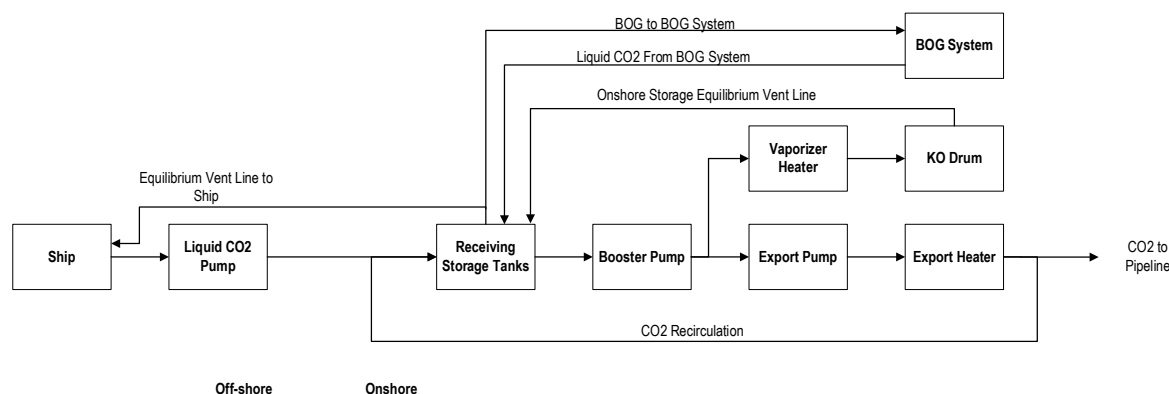 BOG to BOG System
BOG System
Liquid CO2 From BOG System
Onshore Storage Equilibrium Vent Line
Vaporizer
Heater
KO Drum
Equilibrium Vent Line to
Ship
Ship
Liquid CO2
Pump
Receiving
Storage Tanks
Booster Pump
Export Pump
Export Heater
CO2 to
Pipeline
CO2 Recirculation
Off-shore
Onshore